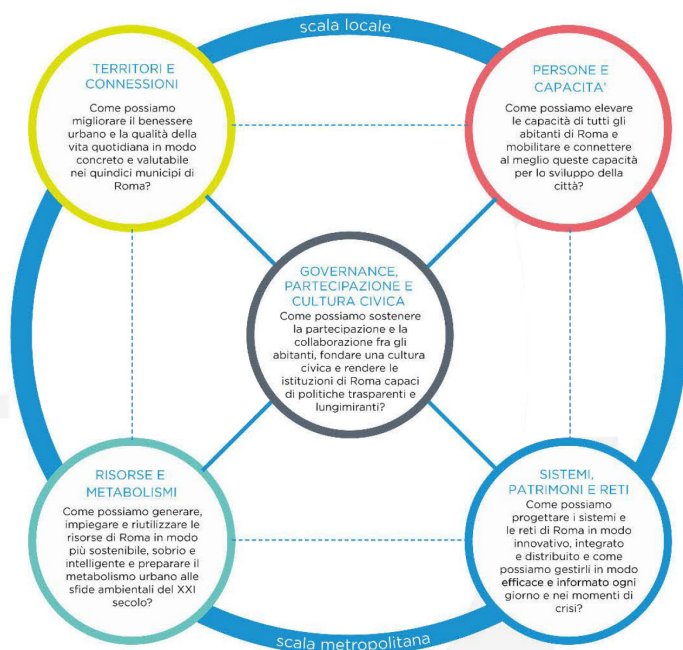 scala locale
TERRITORI E
CONNESSIONI
Come possiamo
migliorare il benessere
urbano e la qualità della
vita quotidiana in modo
concreto e valutabile
nei quindici municipi di
Roma?
PERSONE E
CAPACITA'
Come possiamo elevare
le capacità di tutti gli
abitanti di Roma e
mobilitare e connettere
al meglio queste capacità
per lo sviluppo della
città?
GOVERNANCE,
PARTECIPAZIONE E
CULTURA CIVICA
Come possiamo sostenere
la partecipazione e la
collaborazione fra gli
abitanti, fondare una cultura
civica e rendere le
istituzioni di Roma capaci
di politiche trasparenti e
lungimiranti?
RISORSE E
METABOLISMI
Come possiamo generare,
impiegare e riutilizzare le
risorse di Roma in modo
più sostenibile, sobrio e
intelligente e preparare il
metabolismo urbano alle
sfide ambientali del XXI
secolo?
SISTEMI,
PATRIMONI E RETI
Come possiamo
progettare i sistemi e
le reti di Roma in modo
innovativo, integrato
e distribuito e come
possiamo gestirli in modo
efficace e informato ogni
giorno e nei momenti di
crisi?
scala metropolitana